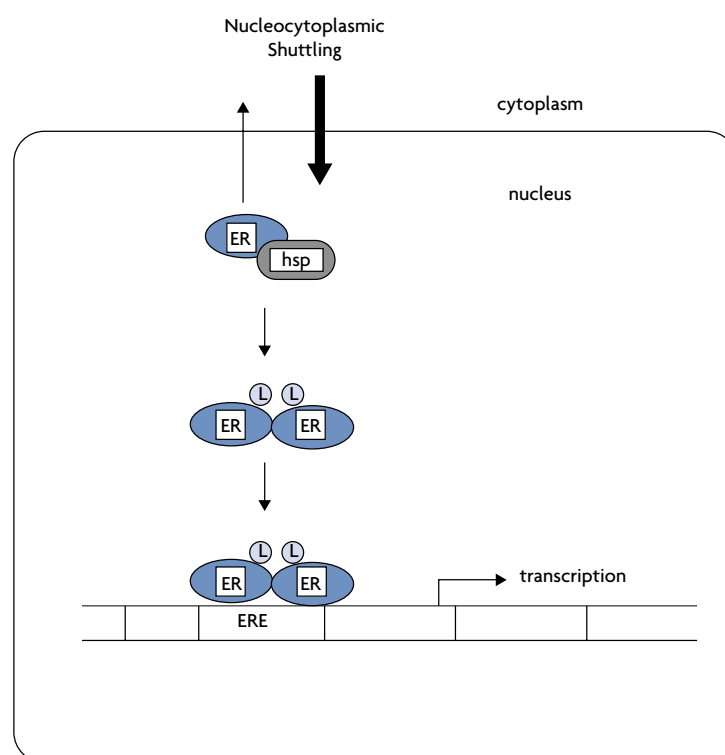 Nucleocytoplasmic
Shuttling
cytoplasm
nucleus
ER
hsp
L L
ER ER
L L
ER ER
transcription
ERE